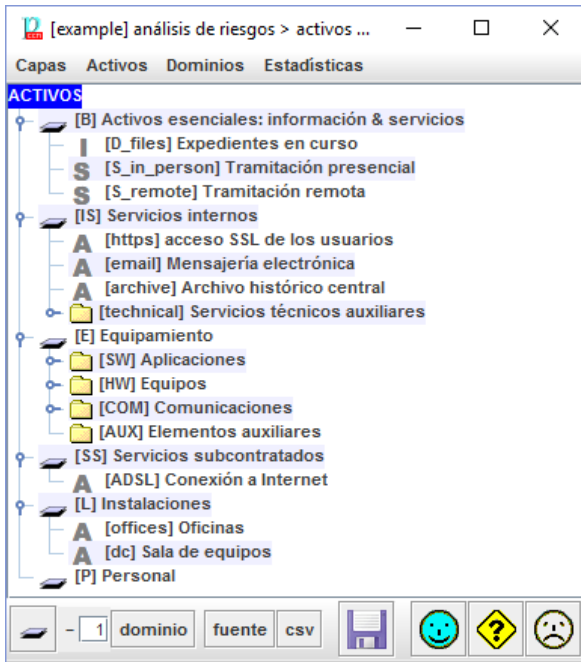 [example] análisis de riesgos > activos ...
Capas Activos Dominios Estadísticas
ACTIVOS
[B] Activos esenciales: información & servicios
I [D_files] Expedientes en curso
S [S_in_person] Tramitación presencial
S [S_remote] Tramitación remota
[IS] Servicios internos
A [https] acceso SSL de los usuarios
A [email] Mensajería electrónica
A [archive] Archivo histórico central
[technical] Servicios técnicos auxiliares
[E] Equipamiento
[SW] Aplicaciones
[HW] Equipos
[COM] Comunicaciones
[AUX] Elementos auxiliares
[SS] Servicios subcontratados
A [ADSL] Conexión a Internet
[L] Instalaciones
A [offices] Oficinas
A [dc] Sala de equipos
[P] Personal
- 1 dominio fuente csv ?